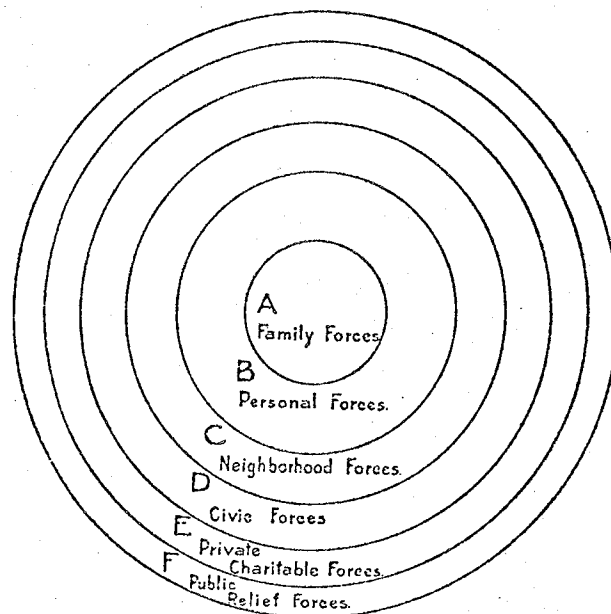 A
Family Forces
B
Personal Forces.
C
Neighborhood Forces.
D
Civic Forces
E
Private
Charitable Forces.
F
Public
Relief Forces.